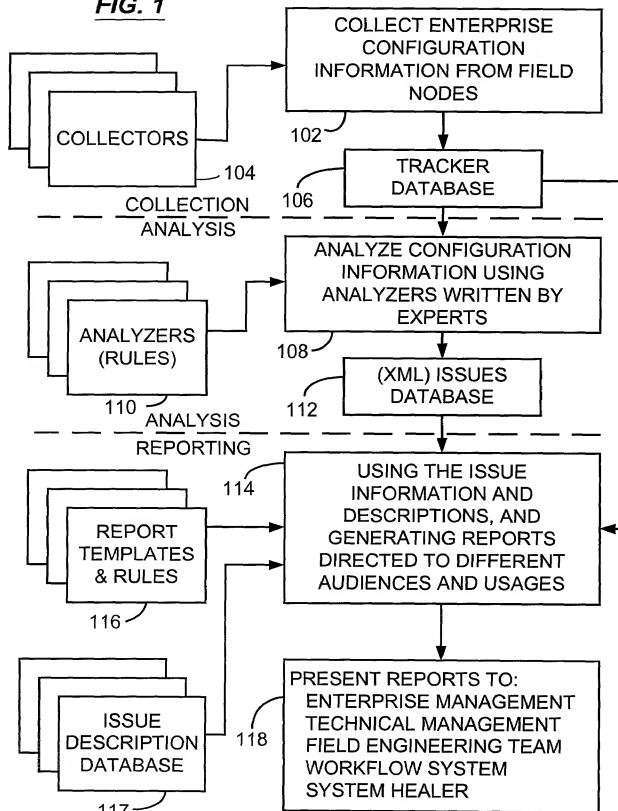 FIG. 1
COLLECT ENTERPRISE
CONFIGURATION
INFORMATION FROM FIELD
NODES
102
COLLECTORS
104
TRACKER
DATABASE
106
COLLECTION
ANALYSIS
ANALYZE CONFIGURATION
INFORMATION USING
ANALYZERS WRITTEN BY
EXPERTS
108
ANALYZERS
(RULES)
110
(XML) ISSUES
DATABASE
112
ANALYSIS
REPORTING
114
USING THE ISSUE
INFORMATION AND
DESCRIPTIONS, AND
GENERATING REPORTS
DIRECTED TO DIFFERENT
AUDIENCES AND USAGES
REPORT
TEMPLATES
& RULES
116
ISSUE
DESCRIPTION
DATABASE
117
PRESENT REPORTS TO:
ENTERPRISE MANAGEMENT
TECHNICAL MANAGEMENT
FIELD ENGINEERING TEAM
WORKFLOW SYSTEM
SYSTEM HEALER
118